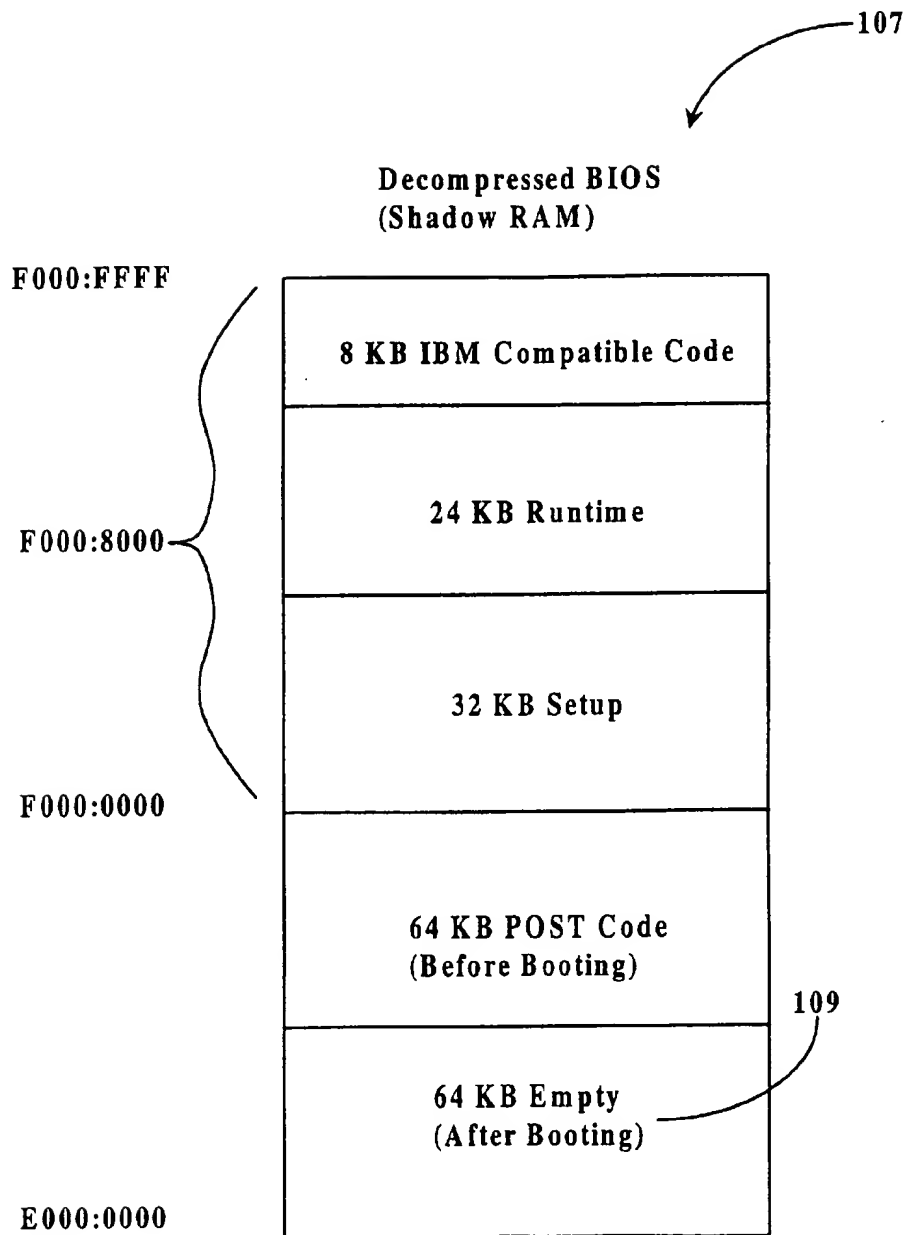 107
Decompressed BIOS
(Shadow RAM)
F000:FFFF
8 KB IBM Compatible Code
24 KB Runtime
F000:8000
32 KB Setup
F000:0000
64 KB POST Code
(Before Booting)
109
64 KB Empty
(After Booting)
E000:0000